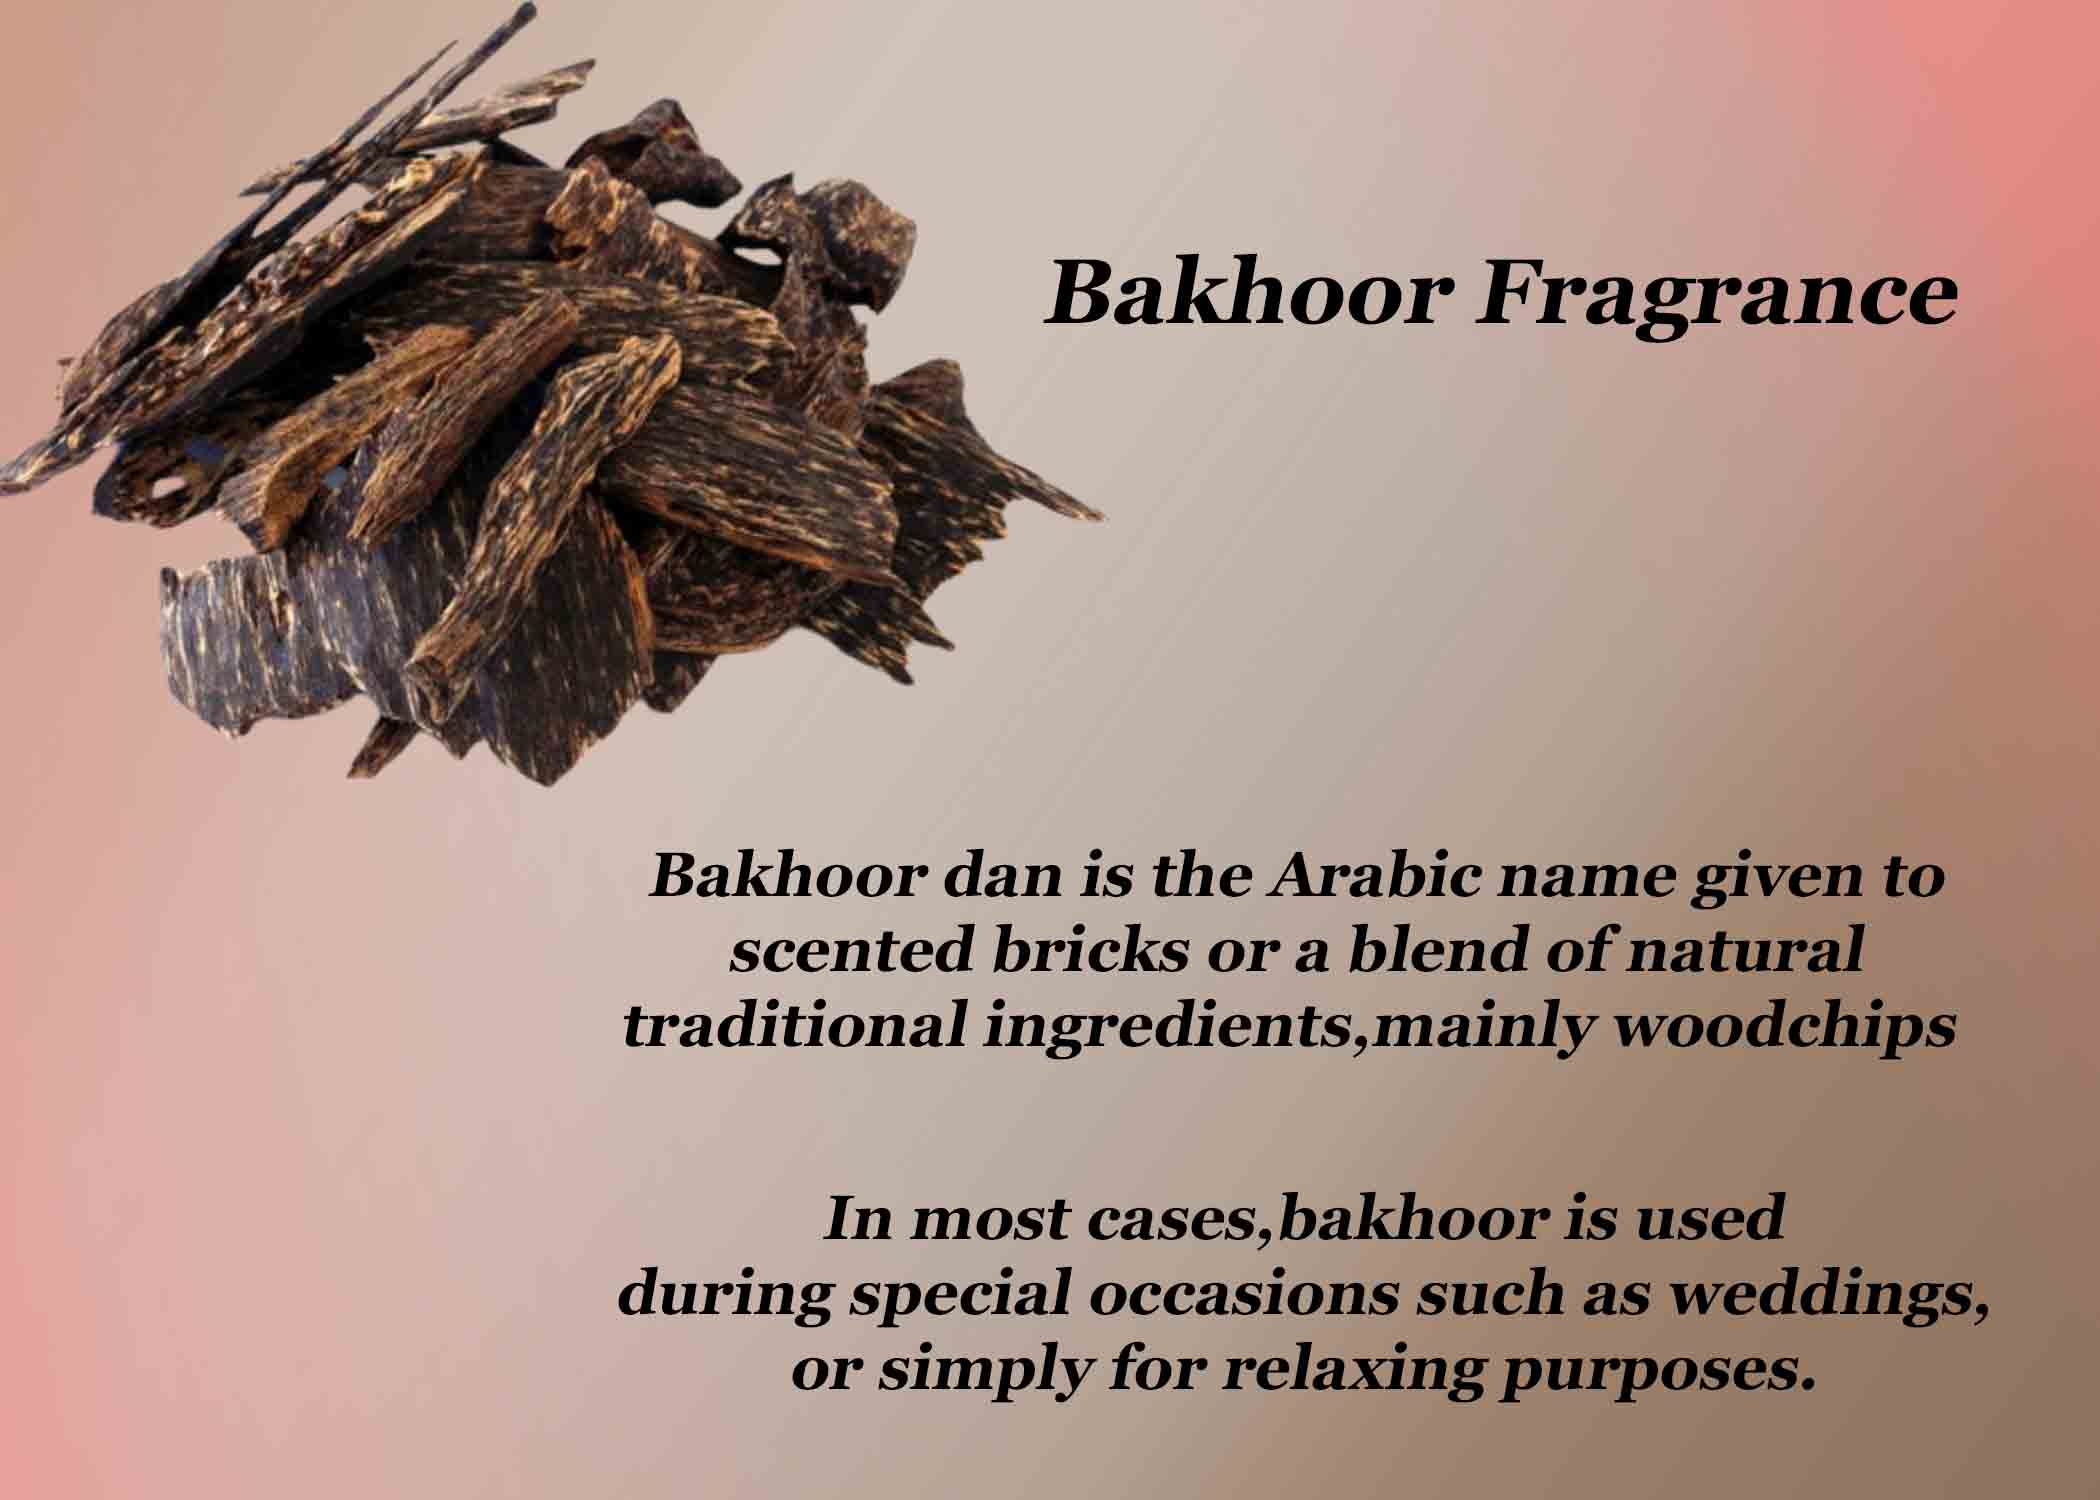 Bakhoor Fragrance
Bakhoor dan is the Arabic name given to
scented bricks or a blend of natural
traditional ingredients,mainly woodchips
In most cases,bakhoor is used
during special occasions such as weddings,
or simply for relaxing purposes.